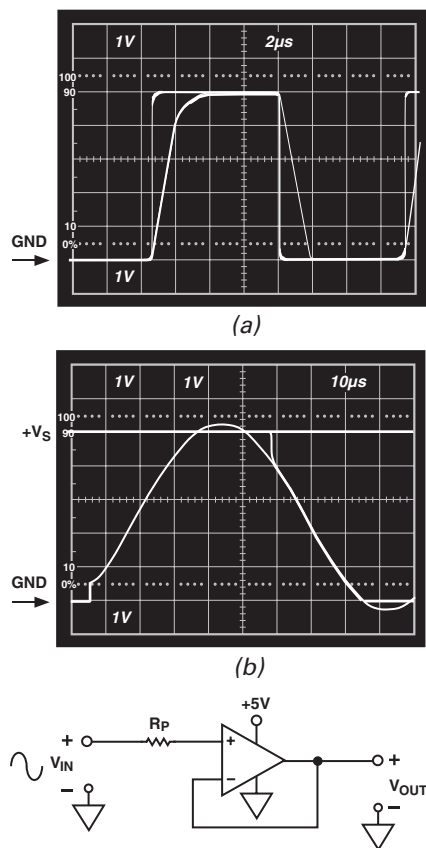 1V 2µs
100
90
10
GND 0%
1V
(a)
1V 1V 10µs
100
+VS 90
10
GND 0%
1V
(b)
+5V
RP
+ + +
VIN
− −
VOUT
−